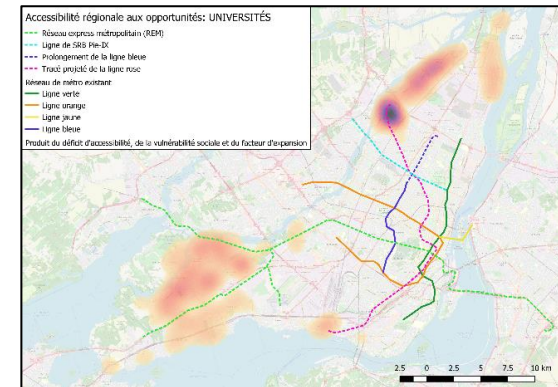 Accessibilité régionale aux opportunités: UNIVERSITÉS
Réseau express métropolitain (REM)
Ligne de SRB Pie-IX
Prolongement de la ligne bleue
Tracé projeté de la ligne rose
Réseau de métro existant
Ligne verte
Ligne orange
Ligne jaune
Ligne bleue
Produit du déficit d'accessibilité, de la vulnérabilité sociale et du facteur d'expansion
2.5 0 2.5 5 7.5 10 km